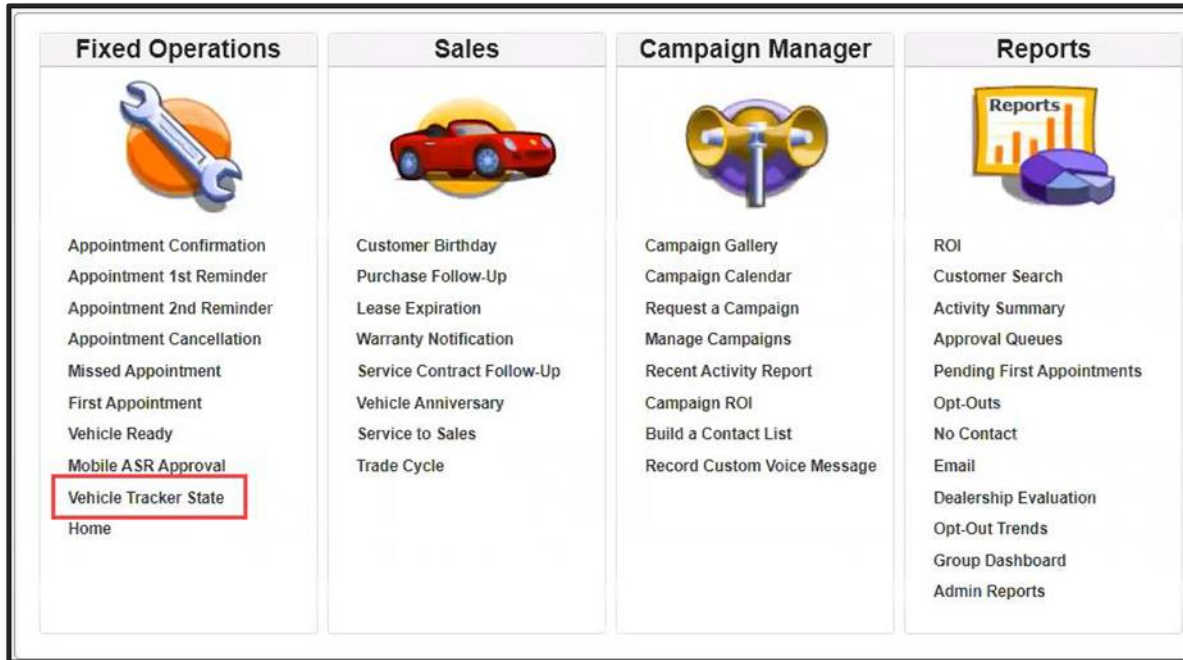 Fixed Operations
Appointment Confirmation
Appointment 1st Reminder
Appointment 2nd Reminder
Appointment Cancellation
Missed Appointment
First Appointment
Vehicle Ready
Mobile ASR Approval
Vehicle Tracker State
Home
Sales
Customer Birthday
Purchase Follow-Up
Lease Expiration
Warranty Notification
Service Contract Follow-Up
Vehicle Anniversary
Service to Sales
Trade Cycle
Campaign Manager
Campaign Gallery
Campaign Calendar
Request a Campaign
Manage Campaigns
Recent Activity Report
Campaign ROI
Build a Contact List
Record Custom Voice Message
Reports
Reports
ROI
Customer Search
Activity Summary
Approval Queues
Pending First Appointments
Opt-Outs
No Contact
Email
Dealership Evaluation
Opt-Out Trends
Group Dashboard
Admin Reports